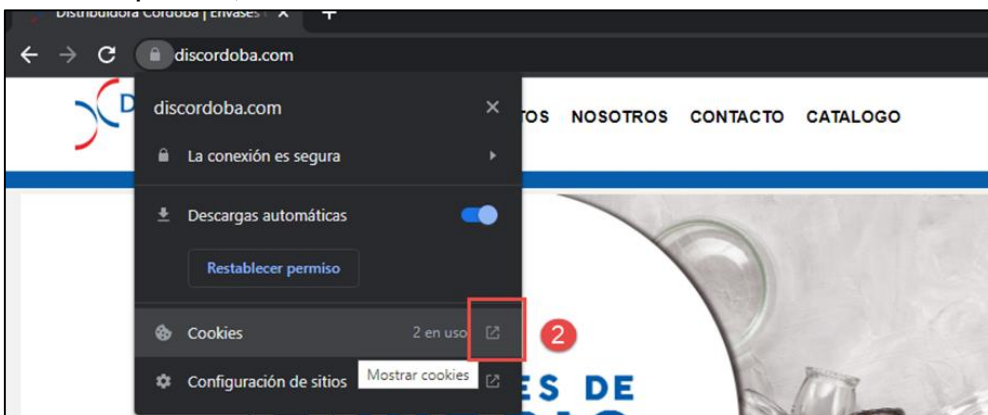 Distribuidora Córdoba | Envases
discordoba.com
discordoba.com
TOS NOSOTROS CONTACTO CATALOGO
La conexión es segura
Descargas automáticas
Restablecer permiso
Cookies 2 en uso
2
Mostrar cookies
Configuración de sitios
ES DE